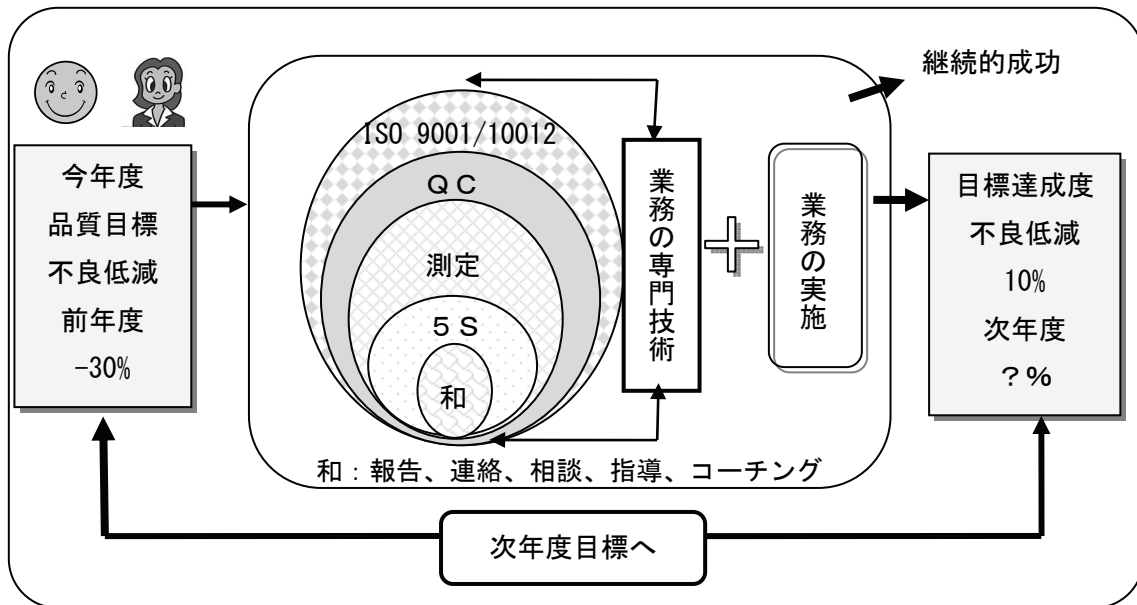 継続的成功
今年度
品質目標
不良低減
前年度
-30%
ISO 9001/10012
ＱＣ
測定
５Ｓ
和
業務の専門技術
業務の実施
目標達成度
不良低減
10%
次年度
？％
和：報告、連絡、相談、指導、コーチング
次年度目標へ